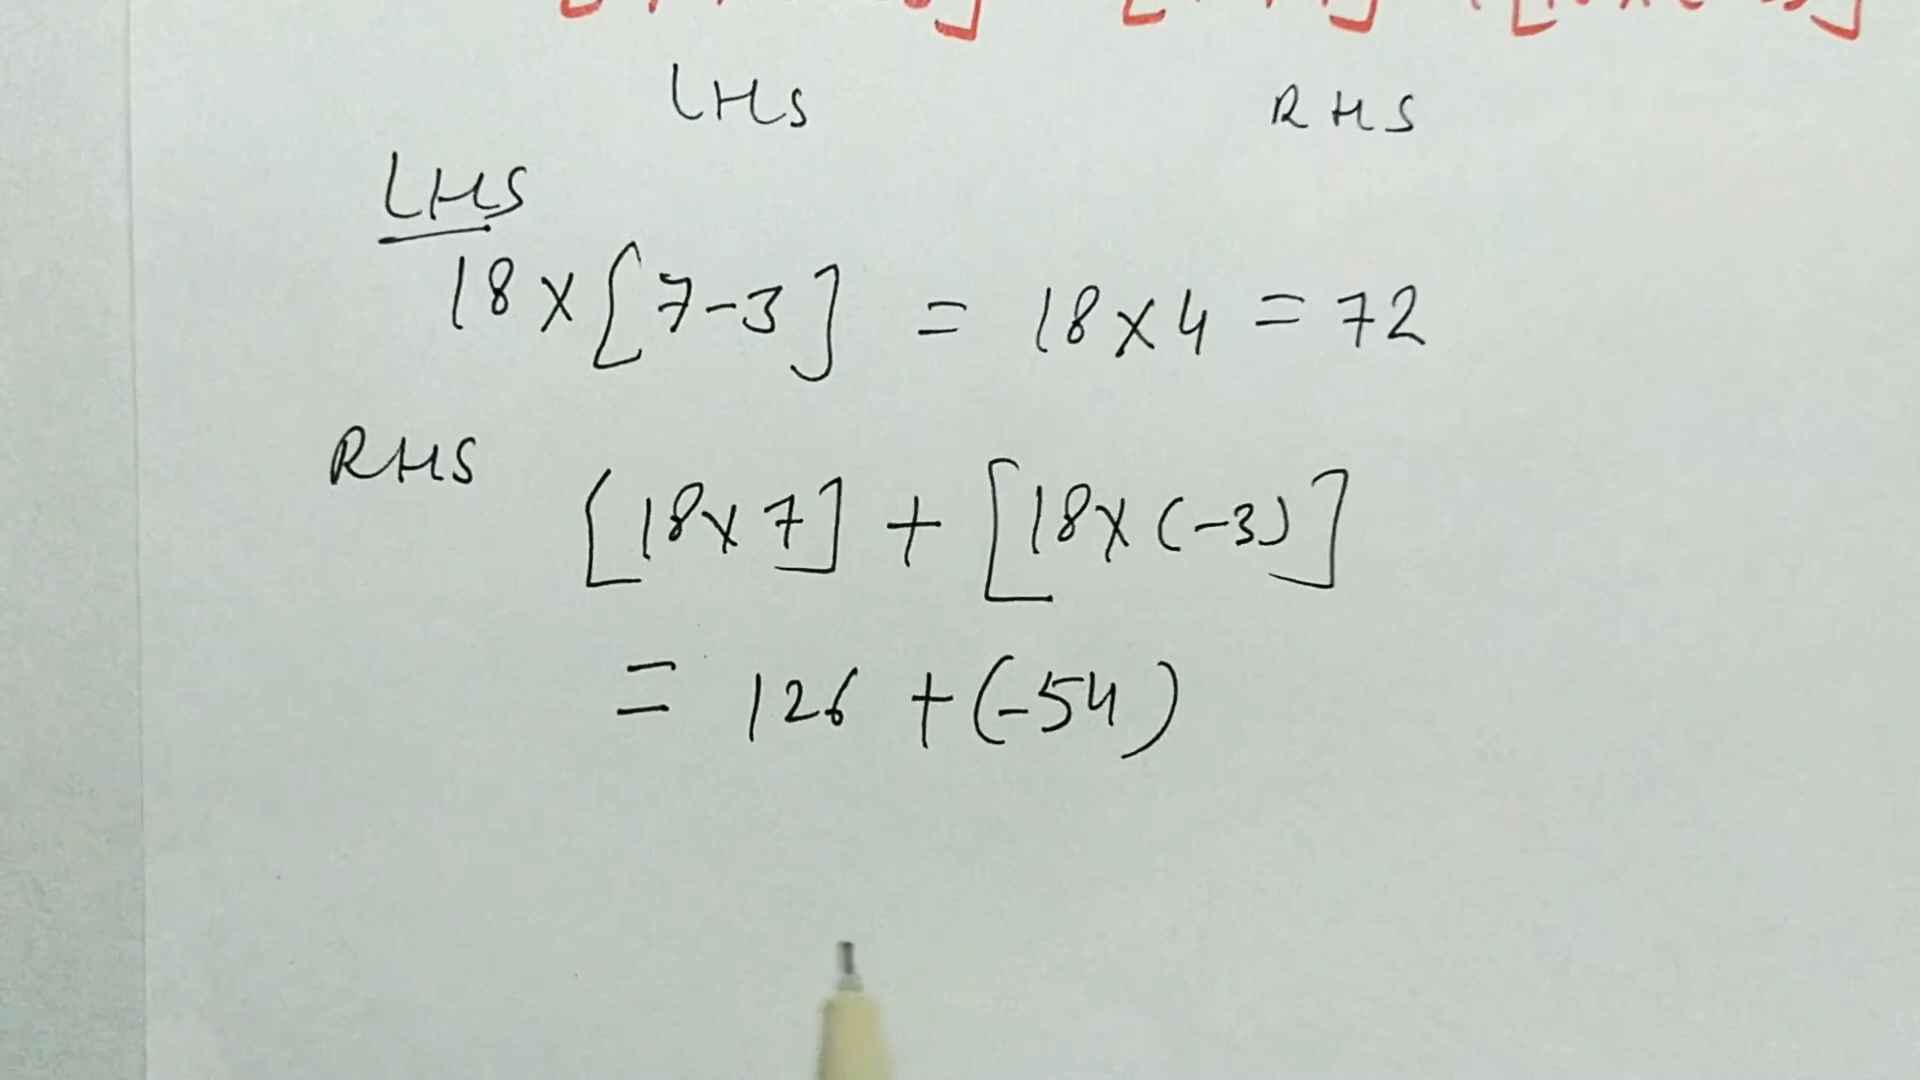 LHS RHS
LHS
18×[7-3] = 18×4 = 72
RHS
[18×7] + [18×(-3)]
= 126 + (-54)